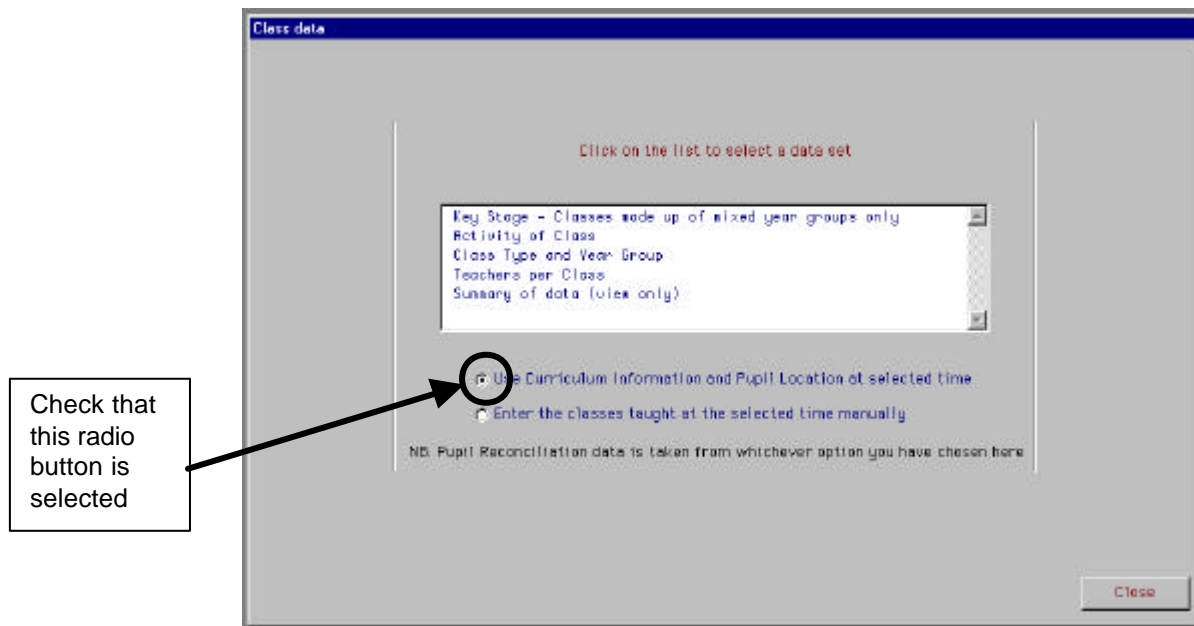 Class data
Click on the list to select a data set
Key Stage - Classes made up of mixed year groups only
Activity of Class
Class Type and Year Group
Teachers per Class
Summary of data (view only)
Use Curriculum Information and Pupil Location at selected time
Enter the classes taught at the selected time manually
NB. Pupil Reconciliation data is taken from whichever option you have chosen here
Check that
this radio
button is
selected
Close